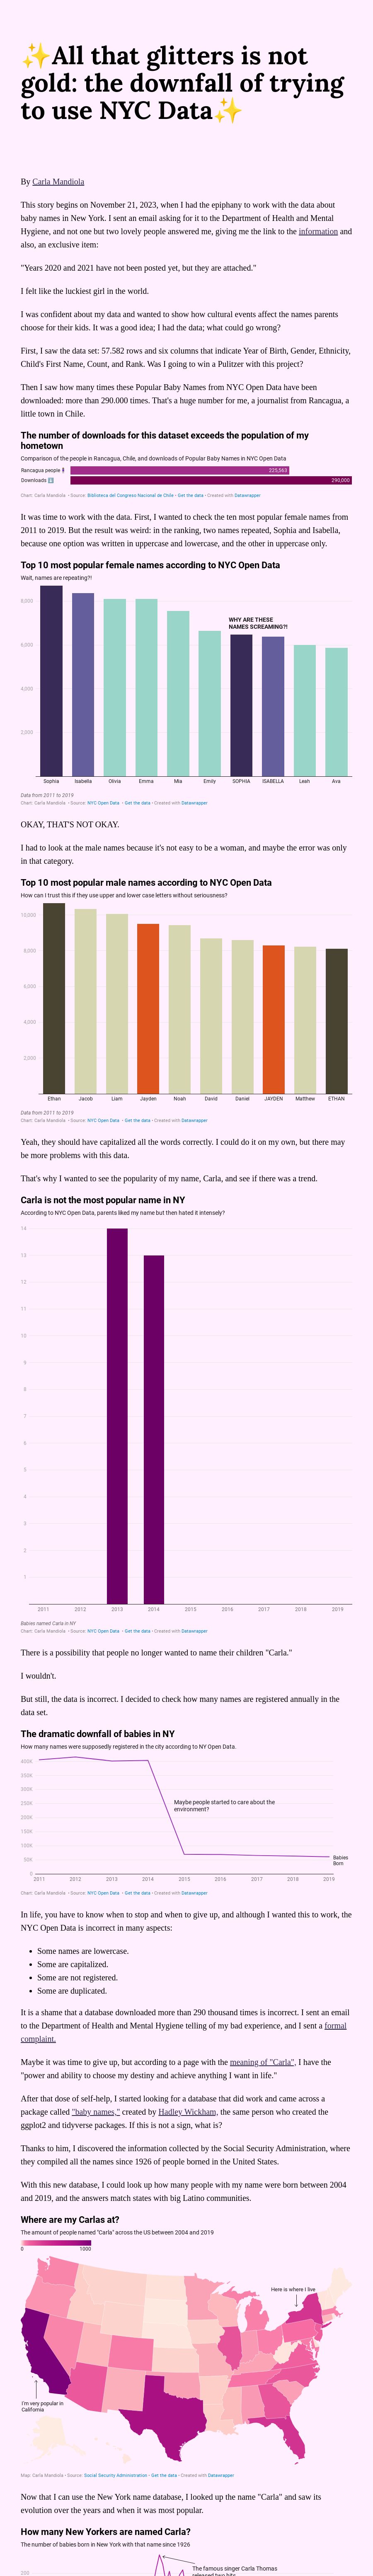 ✨All that glitters is not
gold: the downfall of trying
to use NYC Data✨
By Carla Mandiola
This story begins on November 21, 2023, when I had the epiphany to work with the data about
baby names in New York. I sent an email asking for it to the Department of Health and Mental
Hygiene, and not one but two lovely people answered me, giving me the link to the information and
also, an exclusive item:
"Years 2020 and 2021 have not been posted yet, but they are attached."
I felt like the luckiest girl in the world.
I was confident about my data and wanted to show how cultural events affect the names parents
choose for their kids. It was a good idea; I had the data; what could go wrong?
First, I saw the data set: 57.582 rows and six columns that indicate Year of Birth, Gender, Ethnicity,
Child's First Name, Count, and Rank. Was I going to win a Pulitzer with this project?
Then I saw how many times these Popular Baby Names from NYC Open Data have been
downloaded: more than 290.000 times. That's a huge number for me, a journalist from Rancagua, a
little town in Chile.
The number of downloads for this dataset exceeds the population of my
hometown
Comparison of the people in Rancagua, Chile, and downloads of Popular Baby Names in NYC Open Data
Rancagua people 225,563
Downloads 290,000
Chart: Carla Mandiola • Source: Biblioteca del Congreso Nacional de Chile • Get the data • Created with Datawrapper
It was time to work with the data. First, I wanted to check the ten most popular female names from
2011 to 2019. But the result was weird: in the ranking, two names repeated, Sophia and Isabella,
because one option was written in uppercase and lowercase, and the other in uppercase only.
Top 10 most popular female names according to NYC Open Data
Wait, names are repeating?!
WHY ARE THESE
NAMES SCREAMING?!
8,000
6,000
4,000
2,000
Sophia Isabella Olivia Emma Mia Emily SOPHIA ISABELLA Leah Ava
Data from 2011 to 2019
Chart: Carla Mandiola • Source: NYC Open Data • Get the data • Created with Datawrapper
OKAY, THAT'S NOT OKAY.
I had to look at the male names because it's not easy to be a woman, and maybe the error was only
in that category.
Top 10 most popular male names according to NYC Open Data
How can I trust this if they use upper and lower case letters without seriousness?
10,000
8,000
6,000
4,000
2,000
Ethan Jacob Liam Jayden Noah David Daniel JAYDEN Matthew ETHAN
Data from 2011 to 2019
Chart: Carla Mandiola • Source: NYC Open Data • Get the data • Created with Datawrapper
Yeah, they should have capitalized all the words correctly. I could do it on my own, but there may
be more problems with this data.
That's why I wanted to see the popularity of my name, Carla, and see if there was a trend.
Carla is not the most popular name in NY
According to NYC Open Data, parents liked my name but then hated it intensely?
14
13
12
11
10
9
8
7
6
5
4
3
2
1
2011 2012 2013 2014 2015 2016 2017 2018 2019
Babies named Carla in NY
Chart: Carla Mandiola • Source: NYC Open Data • Get the data • Created with Datawrapper
There is a possibility that people no longer wanted to name their children "Carla."
I wouldn't.
But still, the data is incorrect. I decided to check how many names are registered annually in the
data set.
The dramatic downfall of babies in NY
How many names were supposedly registered in the city according to NY Open Data.
400K
350K
300K
250K
200K
150K
100K
50K
0
Maybe people started to care about the
environment?
Babies
Born
2011 2012 2013 2014 2015 2016 2017 2018 2019
Chart: Carla Mandiola • Source: NYC Open Data • Get the data • Created with Datawrapper
In life, you have to know when to stop and when to give up, and although I wanted this to work, the
NYC Open Data is incorrect in many aspects:
• Some names are lowercase.
• Some are capitalized.
• Some are not registered.
• Some are duplicated.
It is a shame that a database downloaded more than 290 thousand times is incorrect. I sent an email
to the Department of Health and Mental Hygiene telling of my bad experience, and I sent a formal
complaint.
Maybe it was time to give up, but according to a page with the meaning of "Carla", I have the
"power and ability to choose my destiny and achieve anything I want in life."
After that dose of self-help, I started looking for a database that did work and came across a
package called "baby names," created by Hadley Wickham, the same person who created the
ggplot2 and tidyverse packages. If this is not a sign, what is?
Thanks to him, I discovered the information collected by the Social Security Administration, where
they compiled all the names since 1926 of people borned in the United States.
With this new database, I could look up how many people with my name were born between 2004
and 2019, and the answers match states with big Latino communities.
Where are my Carlas at?
The amount of people named "Carla" across the US between 2004 and 2019
0 1000
Here is where I live
I'm very popular in
California
Map: Carla Mandiola • Source: Social Security Administration • Get the data • Created with Datawrapper
Now that I can use the New York name database, I looked up the name "Carla" and saw its
evolution over the years and when it was most popular.
How many New Yorkers are named Carla?
The number of babies born in New York with that name since 1926
The famous singer Carla Thomas
200